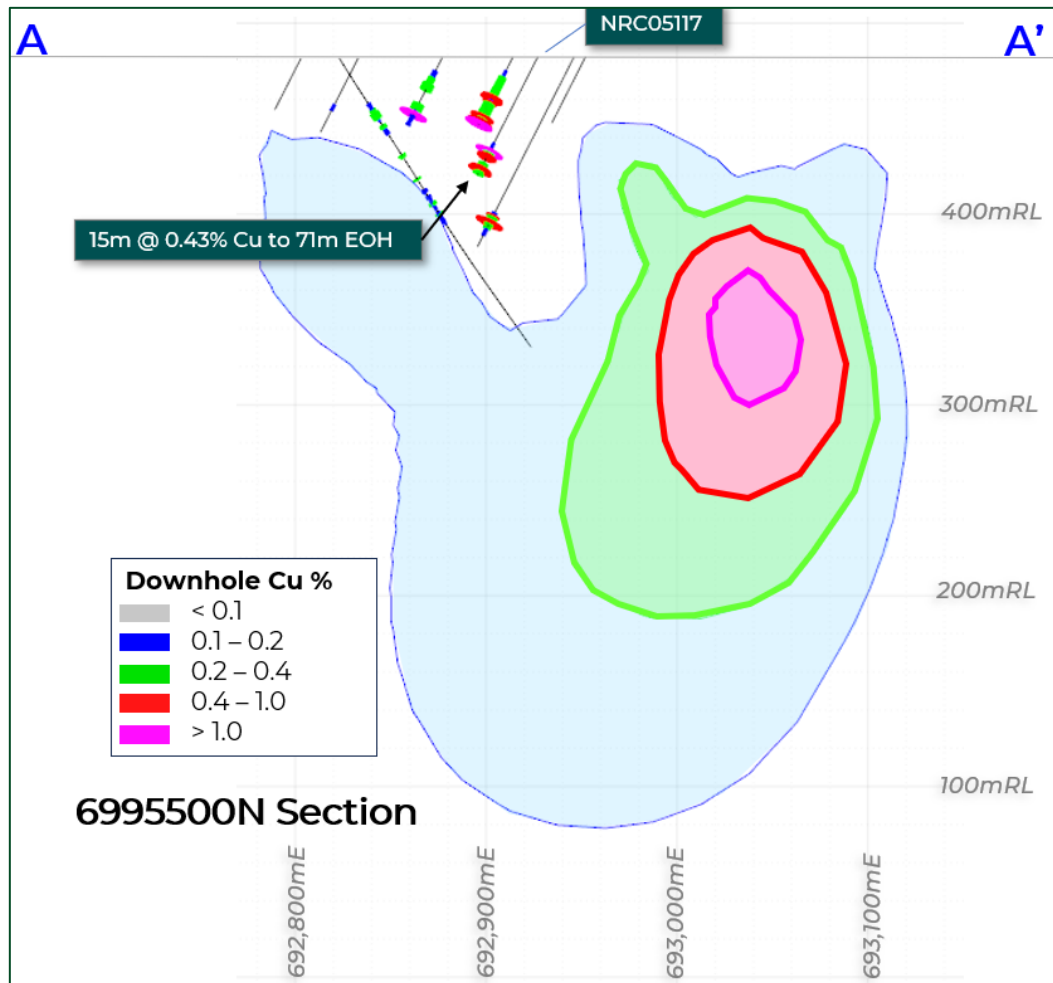 NRC05117
A
A'
400mRL
15m @ 0.43% Cu to 71m EOH
300mRL
Downhole Cu %
< 0.1
0.1 – 0.2
0.2 – 0.4
0.4 – 1.0
> 1.0
200mRL
100mRL
6995500N Section
692,800mE
692,900mE
693,000mE
693,100mE